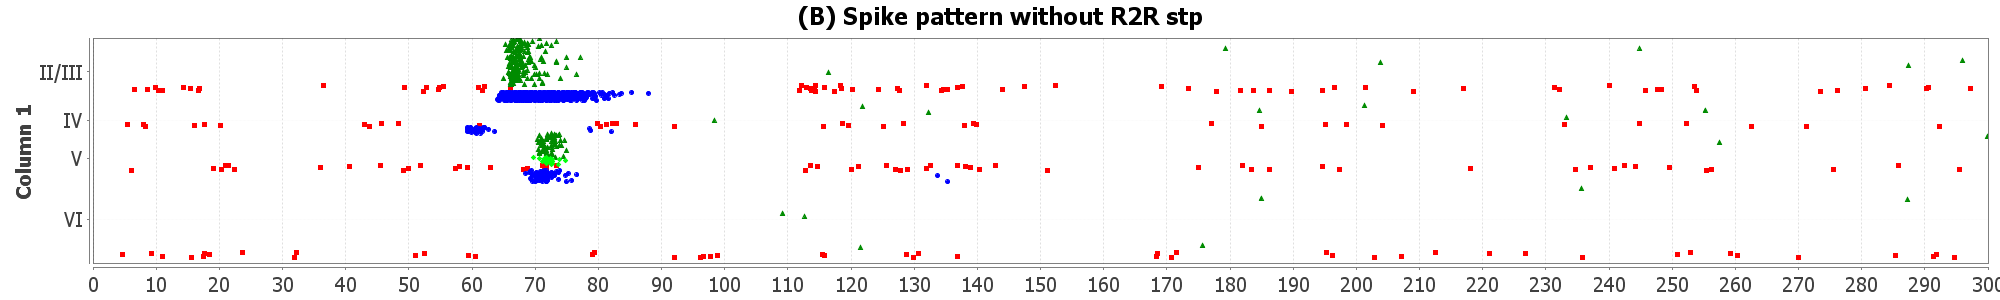 (B) Spike pattern without R2R stp
Column 1
II/III
IV
V
VI
0 10 20 30 40 50 60 70 80 90 100 110 120 130 140 150 160 170 180 190 200 210 220 230 240 250 260 270 280 290 300